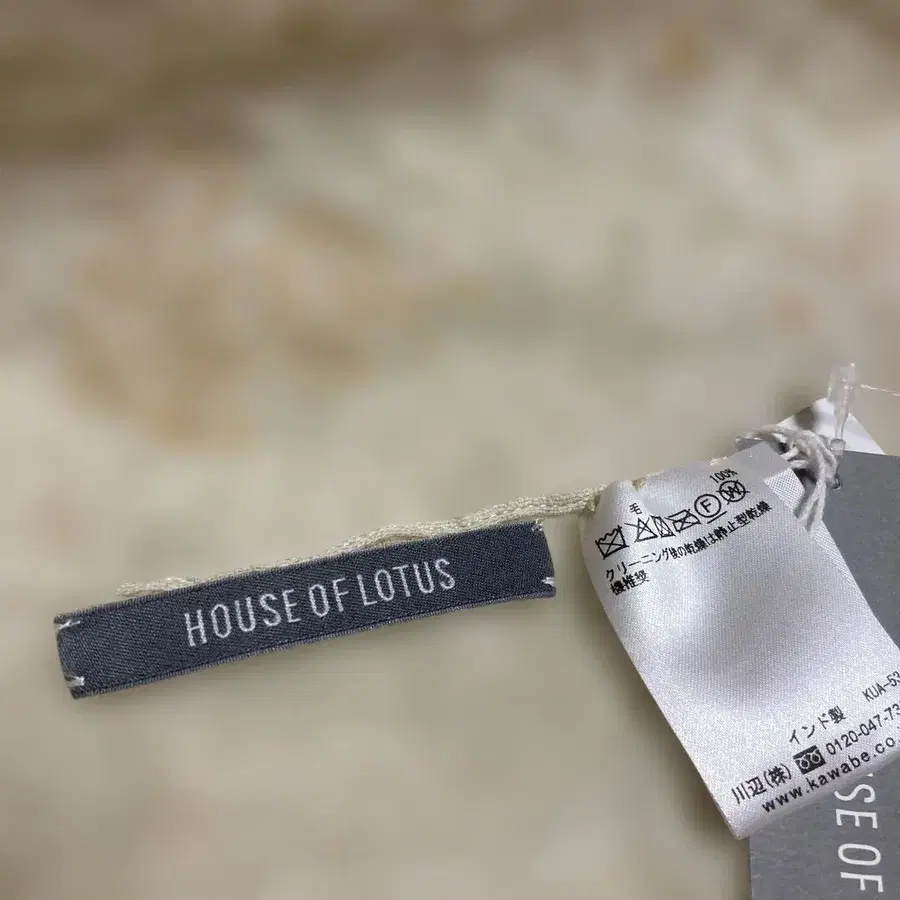 HOUSE OF LOTUS
毛 100%
F W
クリーニング後の乾燥は静止型乾燥
機推奨
インド製 KUA-53
川辺(株) 0120-047-73
www.kawabe.co.
SE OF